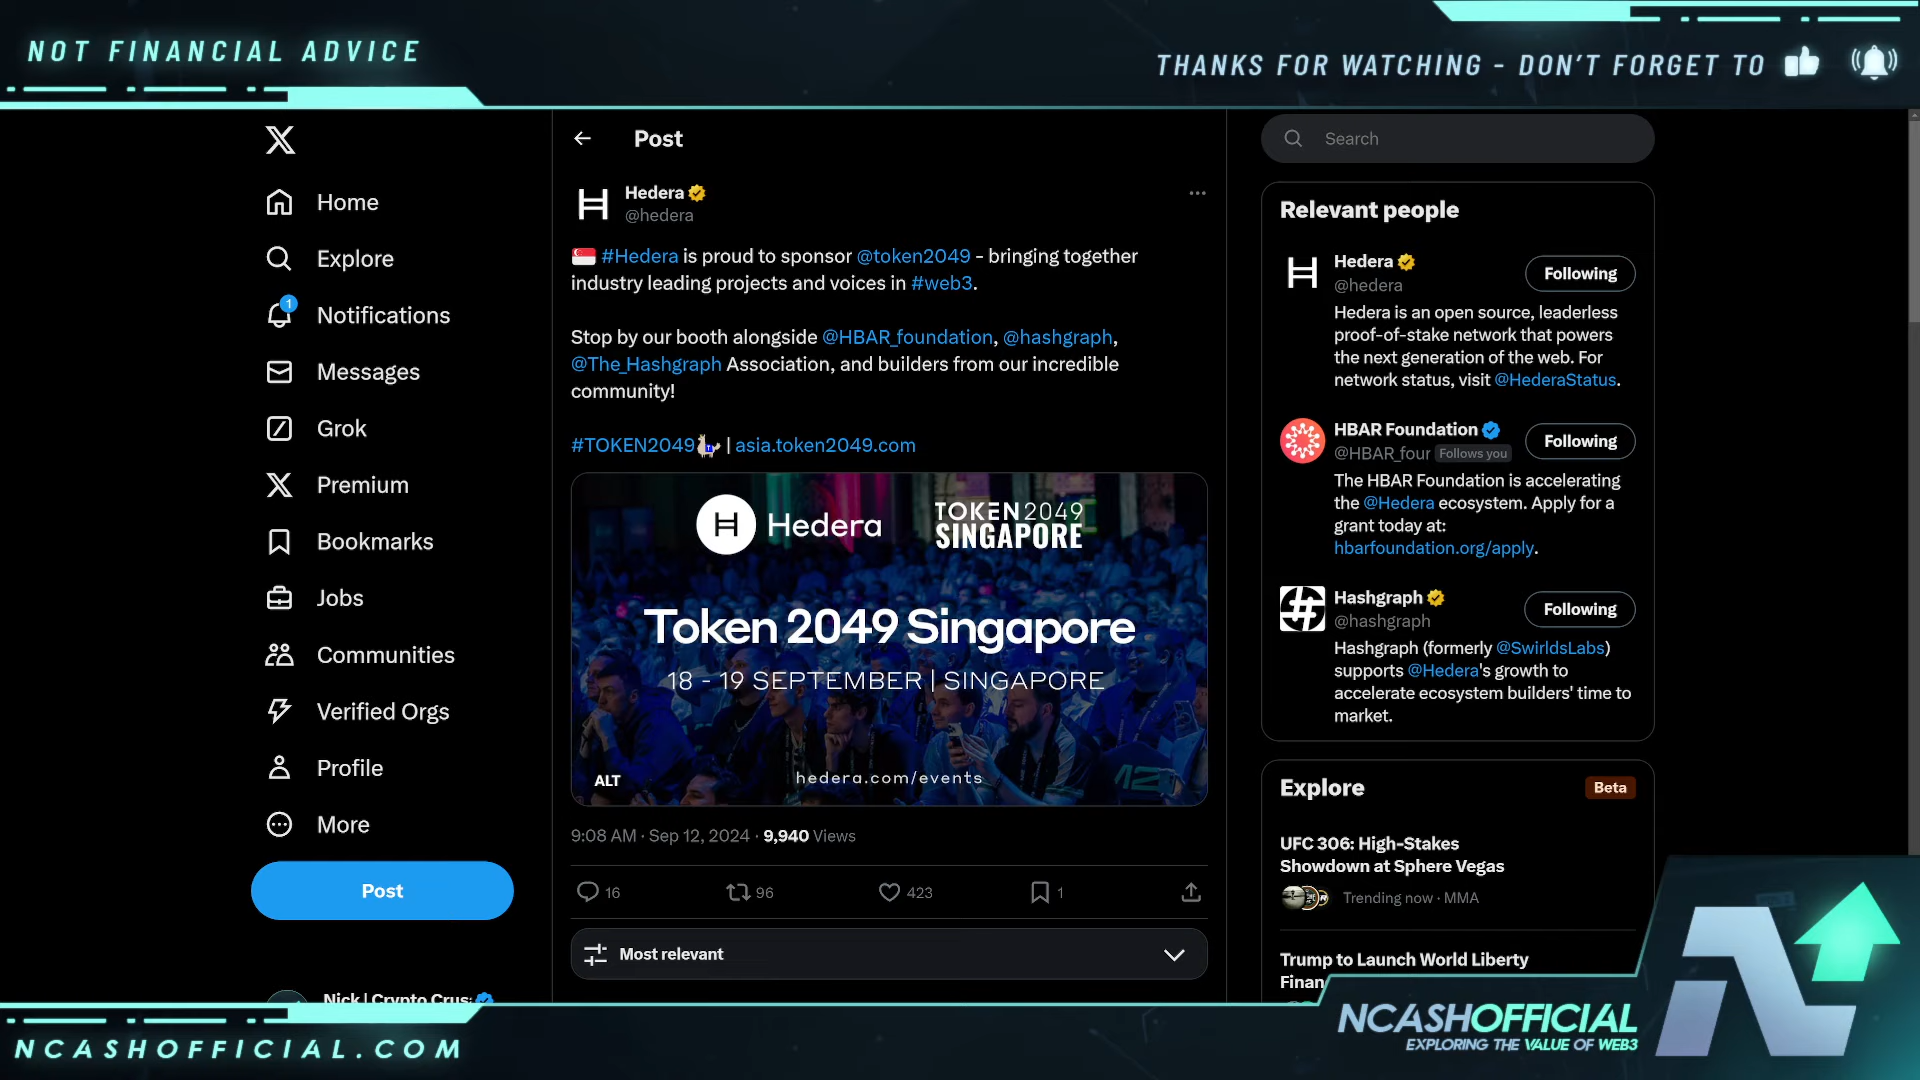 NOT FINANCIAL ADVICE
THANKS FOR WATCHING - DON'T FORGET TO
Home
Explore
1
Notifications
Messages
Grok
Premium
Bookmarks
Jobs
Communities
Verified Orgs
Profile
More
Post
Nick | Crypto Crus
Post
Hedera
@hedera
#Hedera is proud to sponsor @token2049 - bringing together
industry leading projects and voices in #web3.
Stop by our booth alongside @HBAR_foundation, @hashgraph,
@The_Hashgraph Association, and builders from our incredible
community!
#TOKEN2049 | asia.token2049.com
H Hedera
TOKEN2049
SINGAPORE
Token 2049 Singapore
18 - 19 SEPTEMBER | SINGAPORE
hedera.com/events
ALT
9:08 AM · Sep 12, 2024 · 9,940 Views
16 96 423 1
Most relevant
Search
Relevant people
Hedera
@hedera
Following
Hedera is an open source, leaderless
proof-of-stake network that powers
the next generation of the web. For
network status, visit @HederaStatus.
HBAR Foundation
@HBAR_four Follows you
Following
The HBAR Foundation is accelerating
the @Hedera ecosystem. Apply for a
grant today at:
hbarfoundation.org/apply.
Hashgraph
@hashgraph
Following
Hashgraph (formerly @SwirldsLabs)
supports @Hedera's growth to
accelerate ecosystem builders' time to
market.
Explore
Beta
UFC 306: High-Stakes
Showdown at Sphere Vegas
Trending now · MMA
Trump to Launch World Liberty
Finan
NCASHOFFICIAL.COM
NCASHOFFICIAL
EXPLORING THE VALUE OF WEB3